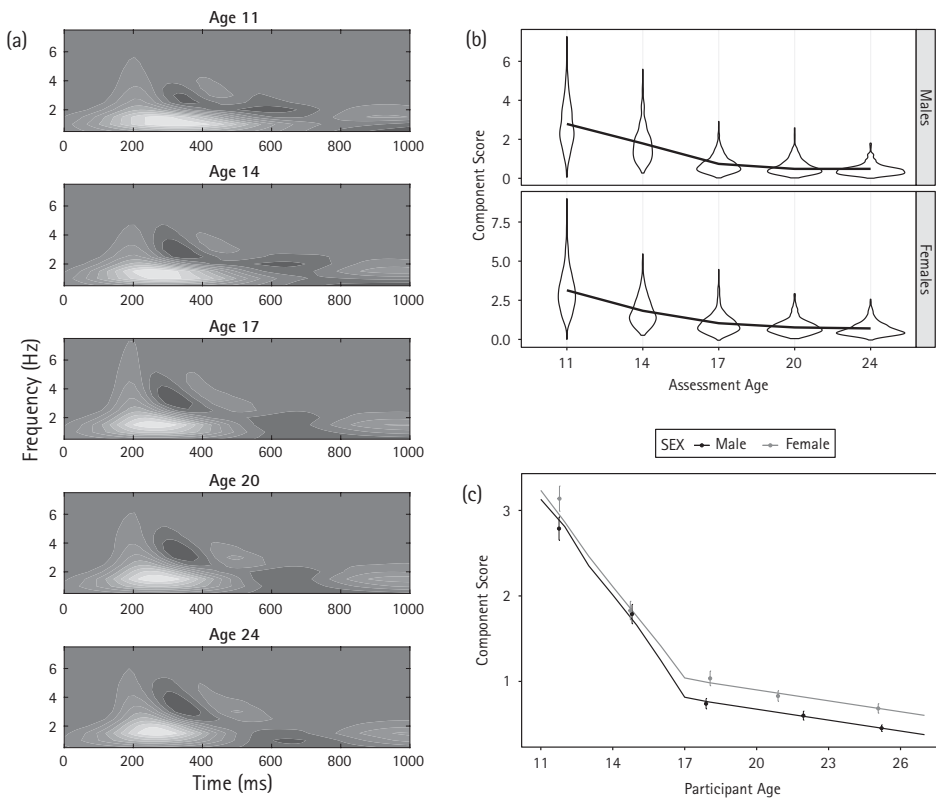 (a)
Age 11
6
4
2
0 200 400 600 800 1000
Age 14
6
4
2
0 200 400 600 800 1000
Age 17
6
4
2
0 200 400 600 800 1000
Age 20
6
4
2
0 200 400 600 800 1000
Age 24
6
4
2
0 200 400 600 800 1000
Frequency (Hz)
Time (ms)
(b)
6
4
2
0
Males
7.5
5.0
2.5
0.0
Females
Component Score
11 14 17 20 24
Assessment Age
SEX Male Female
(c)
3
2
1
Component Score
11 14 17 20 23 26
Participant Age